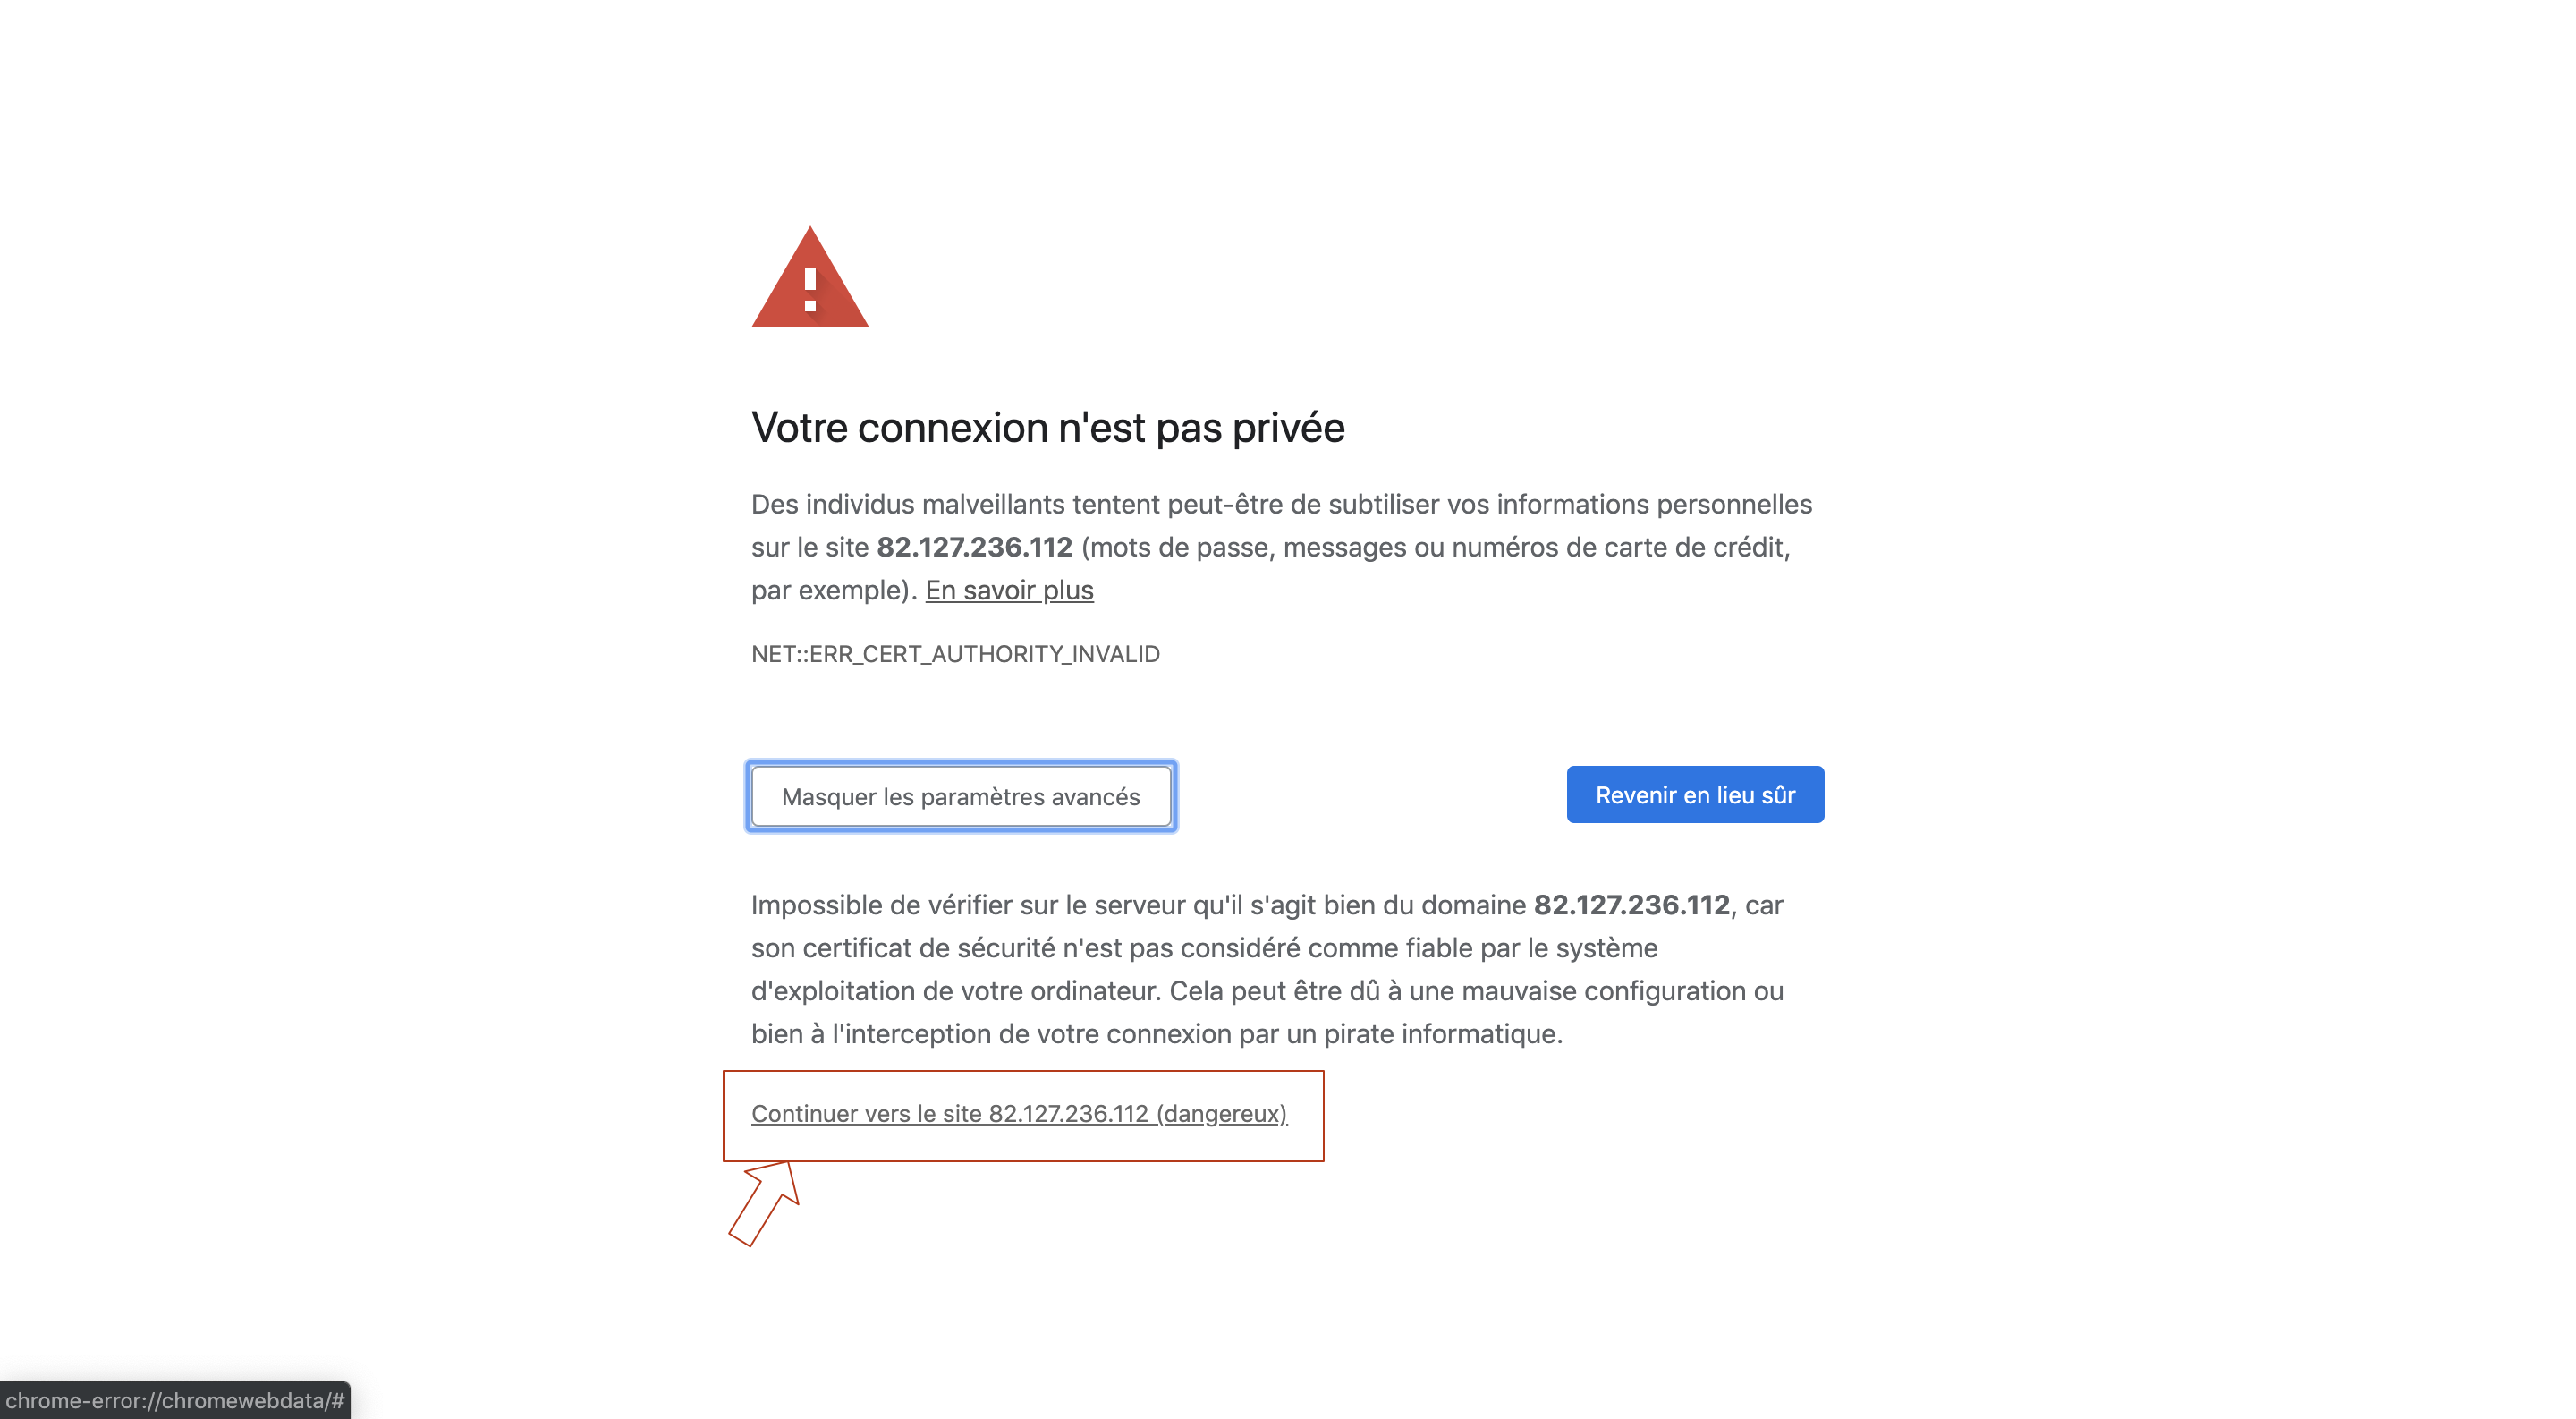 Votre connexion n'est pas privée
Des individus malveillants tentent peut-être de subtiliser vos informations personnelles
sur le site 82.127.236.112 (mots de passe, messages ou numéros de carte de crédit,
par exemple). En savoir plus
NET::ERR_CERT_AUTHORITY_INVALID
Masquer les paramètres avancés
Revenir en lieu sûr
Impossible de vérifier sur le serveur qu'il s'agit bien du domaine 82.127.236.112, car
son certificat de sécurité n'est pas considéré comme fiable par le système
d'exploitation de votre ordinateur. Cela peut être dû à une mauvaise configuration ou
bien à l'interception de votre connexion par un pirate informatique.
Continuer vers le site 82.127.236.112 (dangereux)
chrome-error://chromewebdata/#